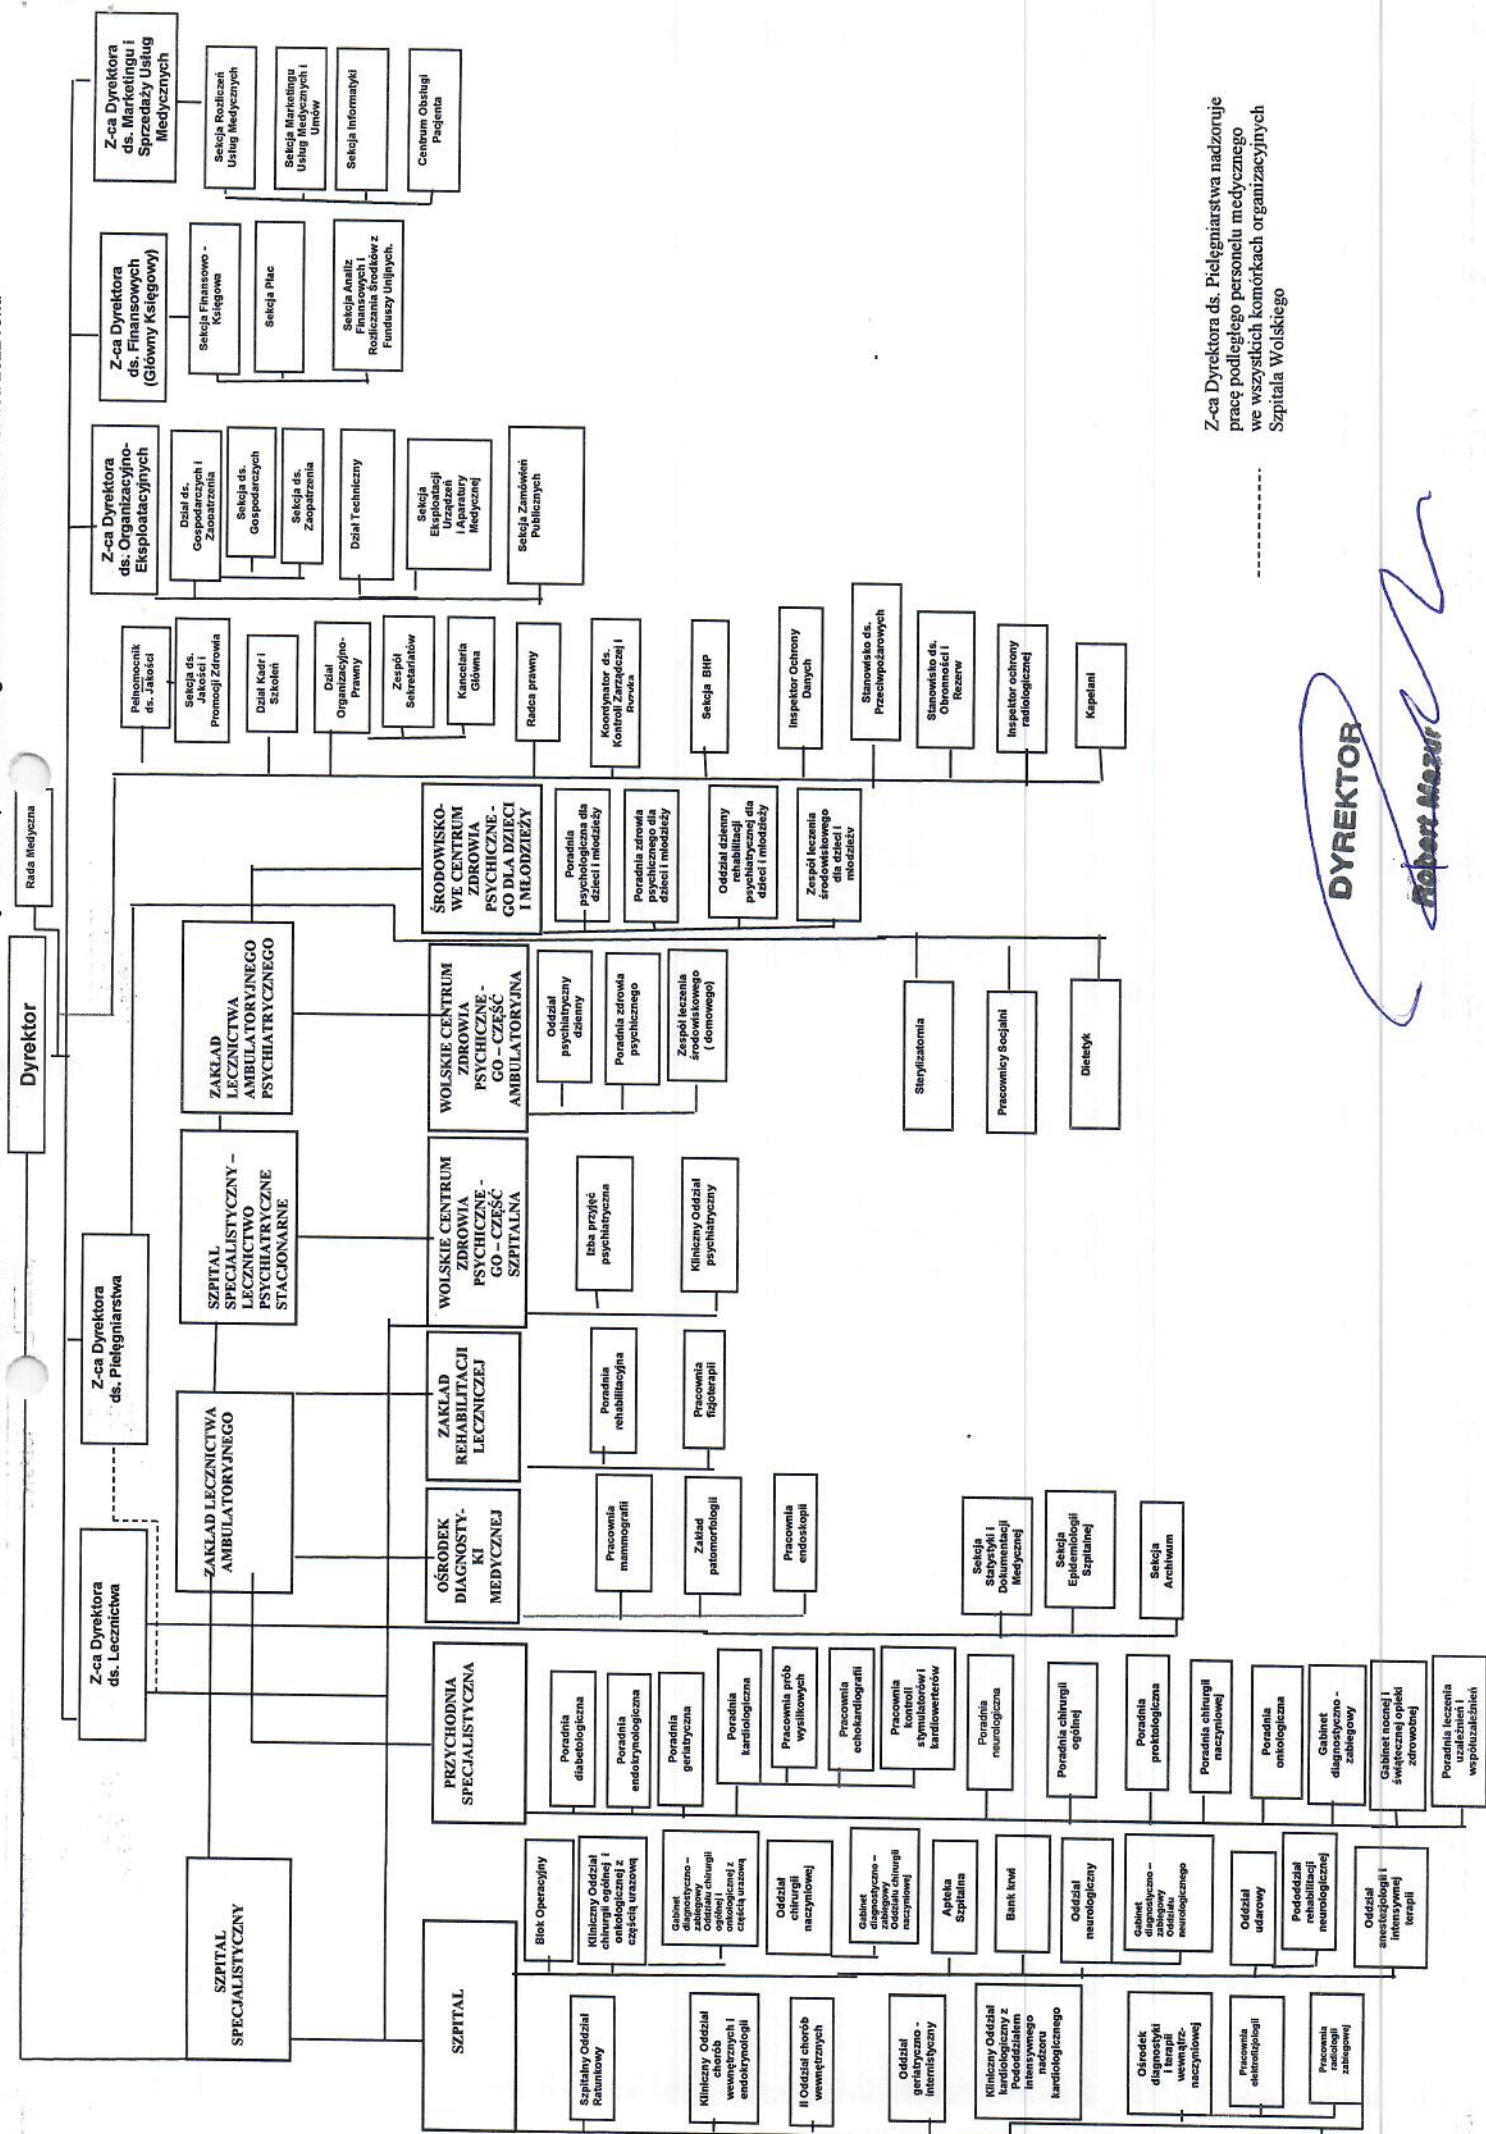 Dyrektor
Rada Medyczna
Z-ca Dyrektora
ds. Lecznictwa
Z-ca Dyrektora
ds. Pielęgniarstwa
Z-ca Dyrektora
ds. Organizacyjno-
Eksploatacyjnych
Z-ca Dyrektora
ds. Finansowych
(Główny Księgowy)
Z-ca Dyrektora
ds. Marketingu i
Sprzedaży Usług
Medycznych
SZPITAL
SPECJALISTYCZNY
ZAKŁAD LECZNICTWA
AMBULATORYJNEGO
SZPITAL
SPECJALISTYCZNY –
LECZNICTWO
PSYCHIATRYCZNE
STACJONARNE
ZAKŁAD
LECZNICTWA
AMBULATORYJNEGO
PSYCHIATRYCZNEGO
SZPITAL
PRZYCHODNIA
SPECJALISTYCZNA
OŚRODEK
DIAGNOSTY-
KI
MEDYCZNEJ
ZAKŁAD
REHABILITACJI
LECZNICZEJ
WOLSKIE CENTRUM
ZDROWIA
PSYCHICZNE -
GO – CZĘŚĆ
SZPITALNA
WOLSKIE CENTRUM
ZDROWIA
PSYCHICZNE -
GO – CZĘŚĆ
AMBULATORYJNA
ŚRODOWISKO-
WE CENTRUM
ZDROWIA
PSYCHICZNE -
GO DLA DZIECI
I MŁODZIEŻY
Szpitalny Oddział
Ratunkowy
Kliniczny Oddział
chorób
wewnętrznych i
endokrynologii
II Oddział chorób
wewnętrznych
Oddział
geriatryczno -
internistyczny
Kliniczny Oddział
kardiologiczny z
Pododdziałem
intensywnego
nadzoru
kardiologicznego
Ośrodek
diagnostyki
i terapii
wewnątrz-
naczyniowej
Pracownia
elektrofizjologii
Pracownia
radiologii
zabiegowej
Blok Operacyjny
Kliniczny Oddział
chirurgii ogólnej i
onkologicznej z
częścią urazową
Gabinet
diagnostyczno –
zabiegowy
Oddziału chirurgii
ogólnej i
onkologicznej z
częścią urazową
Oddział
chirurgii
naczyniowej
Gabinet
diagnostyczno –
zabiegowy
Oddziału chirurgii
naczyniowej
Apteka
Szpitalna
Bank krwi
Oddział
neurologiczny
Gabinet
diagnostyczno –
zabiegowy
Oddziału
neurologicznego
Oddział
udarowy
Pododdział
rehabilitacji
neurologicznej
Oddział
anestezjologii i
intensywnej
terapii
Poradnia
diabetologiczna
Poradnia
endokrynologiczna
Poradnia
geriatryczna
Poradnia
kardiologiczna
Pracownia prób
wysiłkowych
Pracownia
echokardiografii
Pracownia
kontroli
stymulatorów i
kardiowerterów
Poradnia
neurologiczna
Poradnia chirurgii
ogólnej
Poradnia
proktologiczna
Poradnia chirurgii
naczyniowej
Poradnia
onkologiczna
Gabinet
diagnostyczno -
zabiegowy
Gabinet nocnej i
świątecznej opieki
zdrowotnej
Poradnia leczenia
uzależnień i
współuzależnień
Pracownia
mammografii
Zakład
patomorfologii
Pracownia
endoskopii
Sekcja
Statystyki i
Dokumentacji
Medycznej
Sekcja
Epidemiologii
Szpitalnej
Sekcja
Archiwum
Poradnia
rehabilitacyjna
Pracownia
fizjoterapii
Izba przyjęć
psychiatryczna
Kliniczny Oddział
psychiatryczny
Oddział
psychiatryczny
dzienny
Poradnia zdrowia
psychicznego
Zespół leczenia
środowiskowego
( domowego)
Sterylizatornia
Pracownicy Socjalni
Dietetyk
Poradnia
psychologiczna dla
dzieci i młodzieży
Poradnia zdrowia
psychicznego dla
dzieci i młodzieży
Oddział dzienny
rehabilitacji
psychiatrycznej dla
dzieci i młodzieży
Zespół leczenia
środowiskowego
dla dzieci i
młodzieży
Pełnomocnik
ds. Jakości
Sekcja ds.
Jakości i
Promocji Zdrowia
Dział Kadr i
Szkoleń
Dział
Organizacyjno-
Prawny
Zespół
Sekretariatów
Kancelaria
Główna
Radca prawny
Koordynator ds.
Kontroli Zarządczej i
Ryzyka
Sekcja BHP
Inspektor Ochrony
Danych
Stanowisko ds.
Przeciwpożarowych
Stanowisko ds.
Obronności i
Rezerw
Inspektor ochrony
radiologicznej
Kapelani
Dział ds.
Gospodarczych i
Zaopatrzenia
Sekcja ds.
Gospodarczych
Sekcja ds.
Zaopatrzenia
Dział Techniczny
Sekcja
Eksploatacji
Urządzeń
i Aparatury
Medycznej
Sekcja Zamówień
Publicznych
Sekcja Finansowo -
Księgowa
Sekcja Płac
Sekcja Analiz
Finansowych i
Rozliczania Środków z
Funduszy Unijnych.
Sekcja Rozliczeń
Usług Medycznych
Sekcja Marketingu
Usług Medycznych i
Umów
Sekcja Informatyki
Centrum Obsługi
Pacjenta
Z-ca Dyrektora ds. Pielęgniarstwa nadzoruje
pracę podległego personelu medycznego
we wszystkich komórkach organizacyjnych
Szpitala Wolskiego
DYREKTOR
Robert Mazur